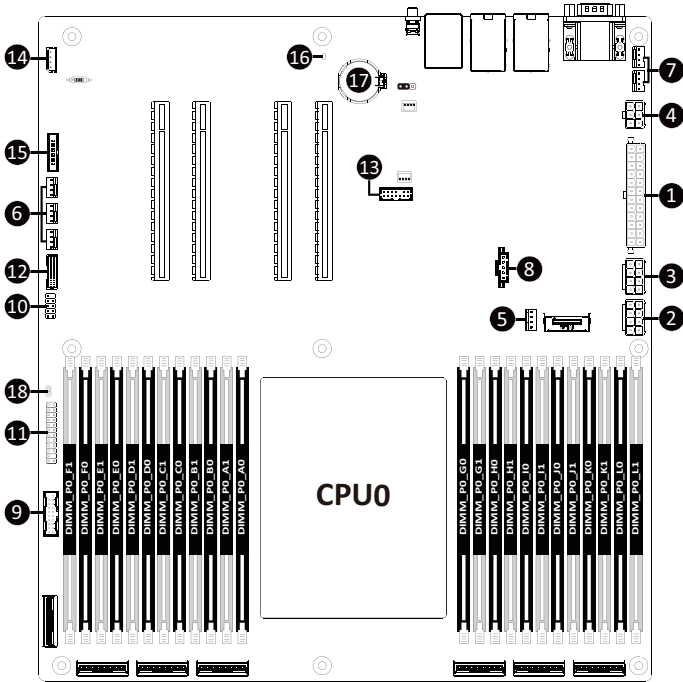 14
16
17
7
4
15
13
1
6
12
8
3
10
5
2
18
11
9
DIMM_P0_F1
DIMM_P0_F0
DIMM_P0_E1
DIMM_P0_E0
DIMM_P0_D1
DIMM_P0_D0
DIMM_P0_C1
DIMM_P0_C0
DIMM_P0_B1
DIMM_P0_B0
DIMM_P0_A1
DIMM_P0_A0
CPU0
DIMM_P0_G0
DIMM_P0_G1
DIMM_P0_H0
DIMM_P0_H1
DIMM_P0_I0
DIMM_P0_I1
DIMM_P0_J0
DIMM_P0_J1
DIMM_P0_K0
DIMM_P0_K1
DIMM_P0_L0
DIMM_P0_L1